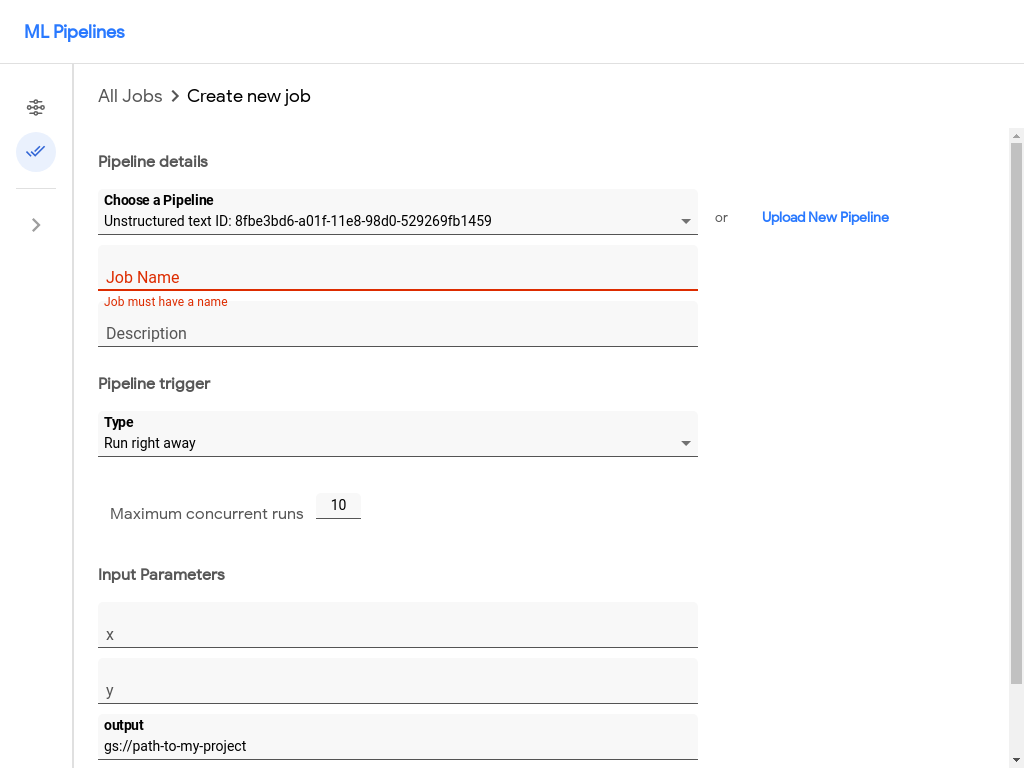 ML Pipelines
All Jobs > Create new job
Pipeline details
Choose a Pipeline
Unstructured text ID: 8fbe3bd6-a01f-11e8-98d0-529269fb1459
or
Upload New Pipeline
Job Name
Job must have a name
Description
Pipeline trigger
Type
Run right away
Maximum concurrent runs 10
Input Parameters
x
y
output
gs://path-to-my-project